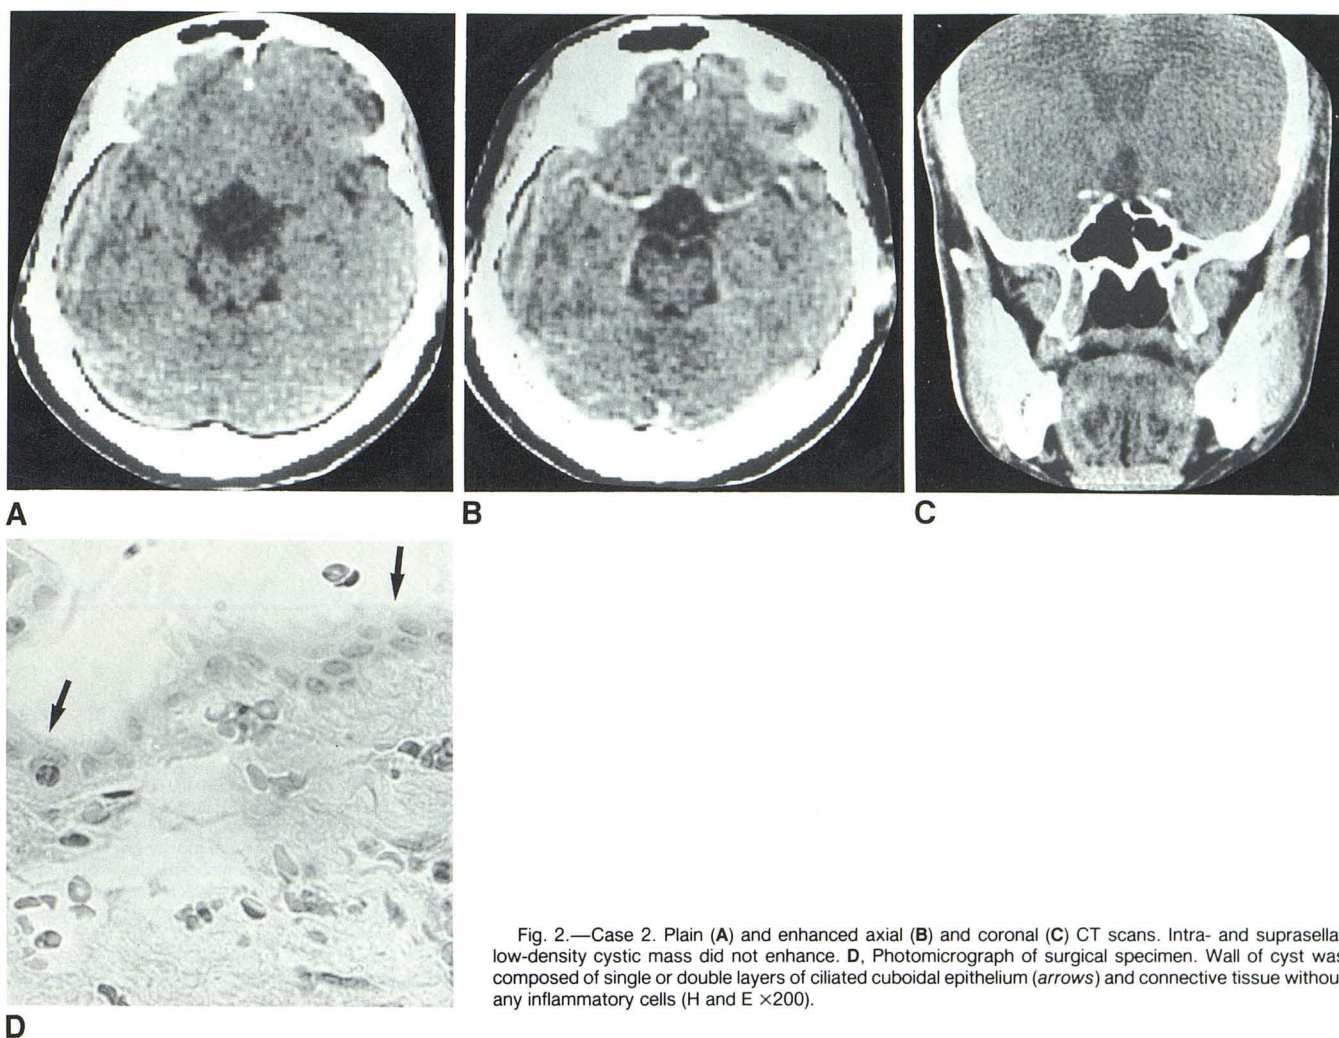 A
B
C
D
Fig. 2.—Case 2. Plain (A) and enhanced axial (B) and coronal (C) CT scans. Intra- and suprasella
low-density cystic mass did not enhance. D, Photomicrograph of surgical specimen. Wall of cyst was
composed of single or double layers of ciliated cuboidal epithelium (arrows) and connective tissue withou
any inflammatory cells (H and E ×200).